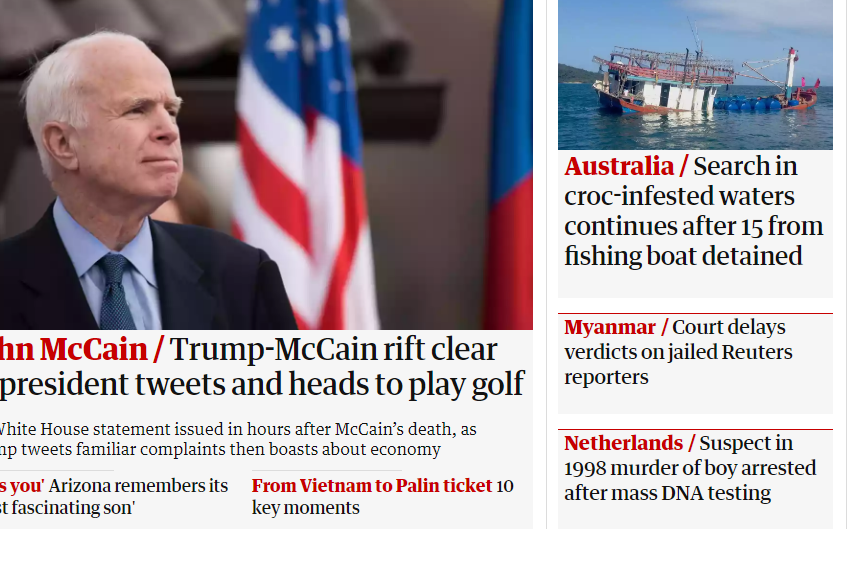 hn McCain / Trump-McCain rift clear
president tweets and heads to play golf
White House statement issued in hours after McCain's death, as
mp tweets familiar complaints then boasts about economy
s you' Arizona remembers its
t fascinating son'
From Vietnam to Palin ticket 10
key moments
Australia / Search in
croc-infested waters
continues after 15 from
fishing boat detained
Myanmar / Court delays
verdicts on jailed Reuters
reporters
Netherlands / Suspect in
1998 murder of boy arrested
after mass DNA testing